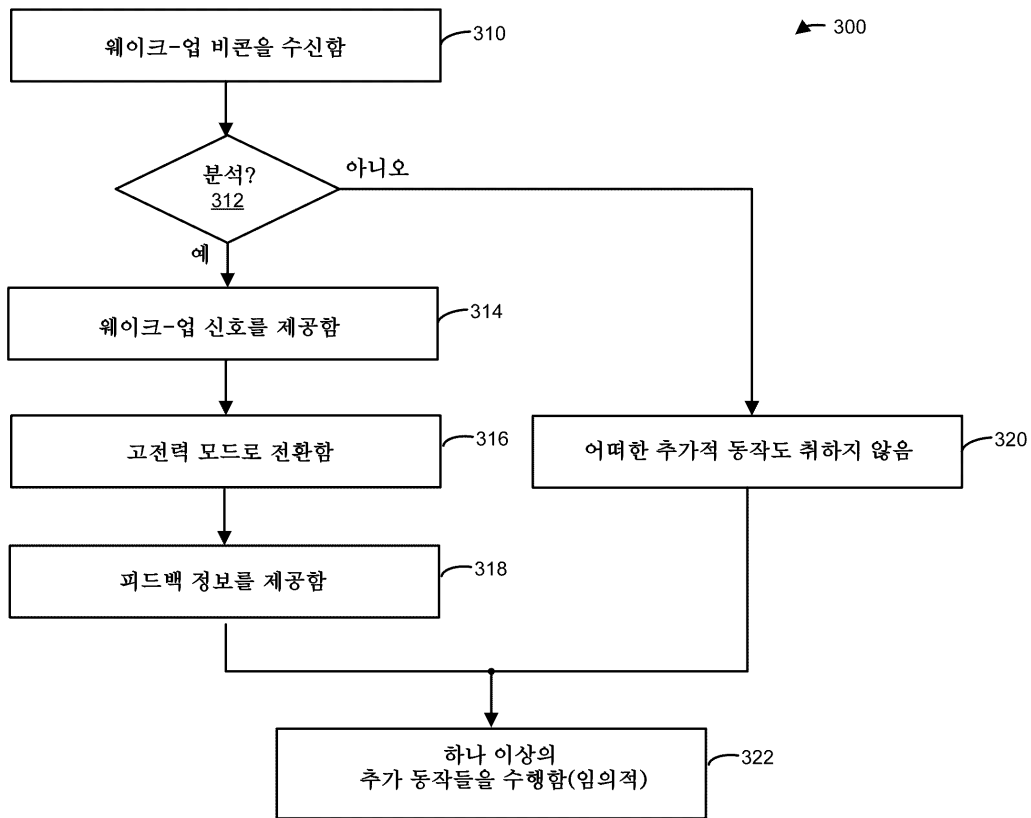 300
웨이크-업 비콘을 수신함
310
분석?
312
아니오
예
웨이크-업 신호를 제공함
314
고전력 모드로 전환함
316
어떠한 추가적 동작도 취하지 않음
320
피드백 정보를 제공함
318
하나 이상의
추가 동작들을 수행함(임의적)
322